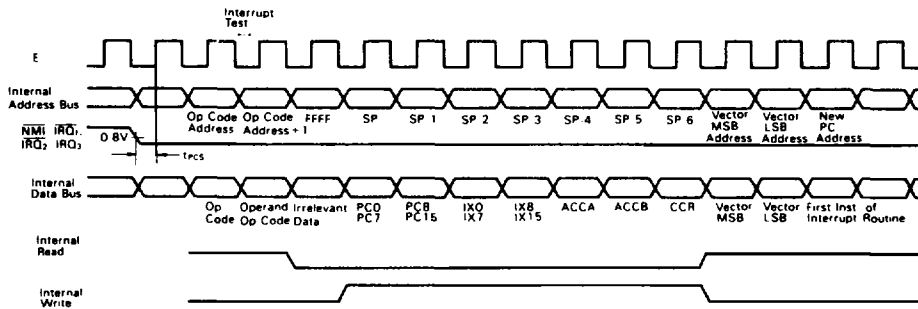 Interrupt
Test
E
Internal
Address Bus
Op Code
Address
Op Code
Address + 1
FFFF
SP
SP 1
SP 2
SP 3
SP 4
SP 5
SP 6
Vector
MSB
Address
Vector
LSB
Address
New
PC
Address
NMI IRQ1.
IRQ2 IRQ3
0 8V
tPCS
Internal
Data Bus
Op
Code
Operand
Op Code
Irrelevant
Data
PC0
PC7
PC8
PC15
IX0
IX7
IX8
IX15
ACCA
ACCB
CCR
Vector
MSB
Vector
LSB
First Inst of
Interrupt Routine
Internal
Read
Internal
Write